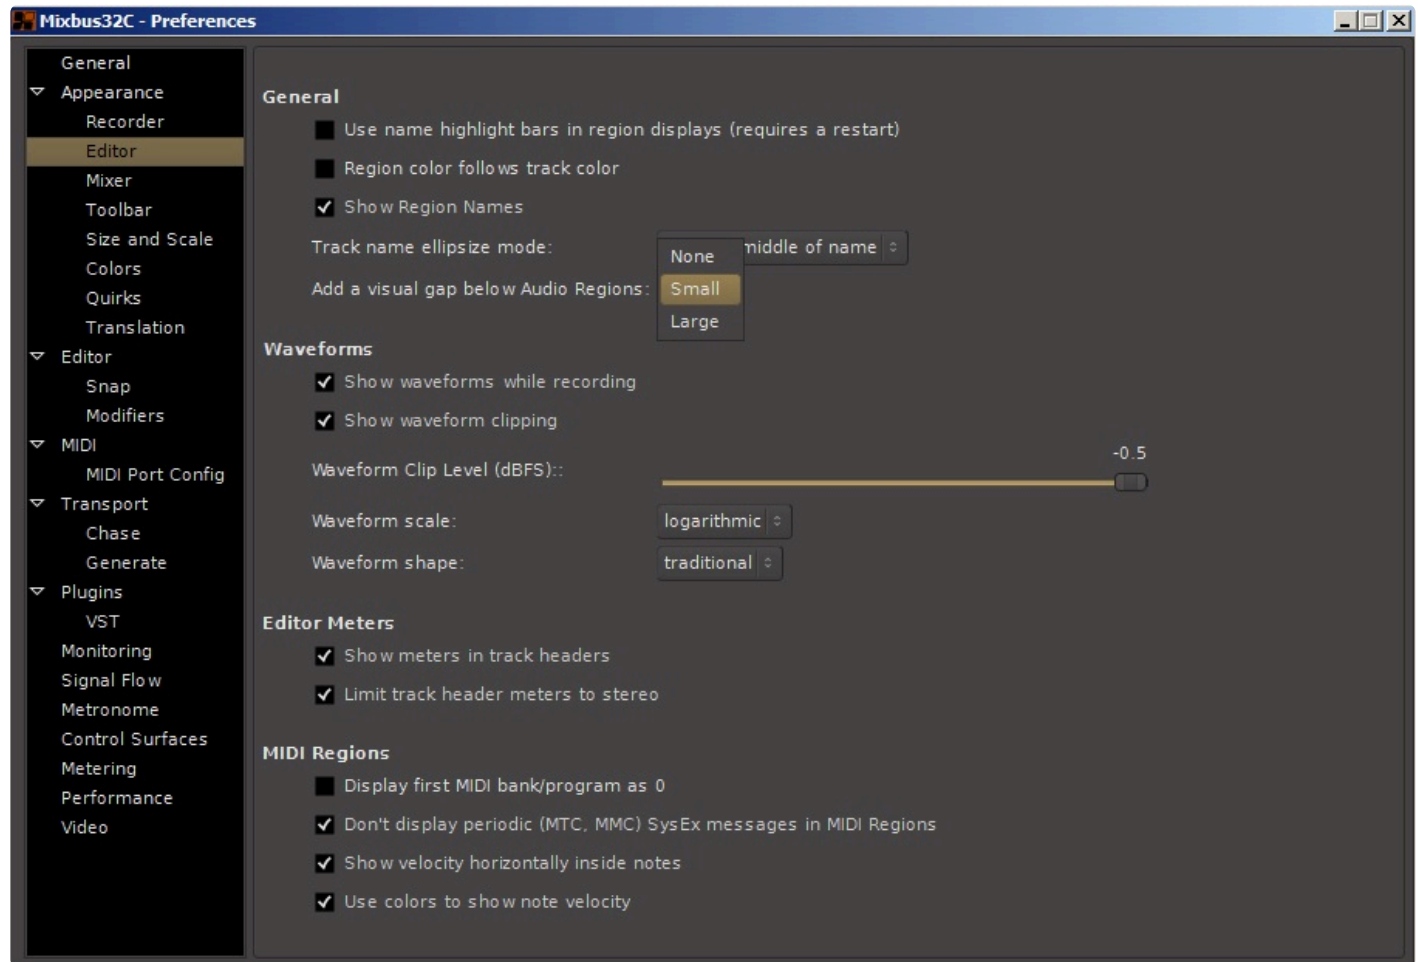 Mixbus32C - Preferences
General
Appearance
Recorder
Editor
Mixer
Toolbar
Size and Scale
Colors
Quirks
Translation
Editor
Snap
Modifiers
MIDI
MIDI Port Config
Transport
Chase
Generate
Plugins
VST
Monitoring
Signal Flow
Metronome
Control Surfaces
Metering
Performance
Video
General
Use name highlight bars in region displays (requires a restart)
Region color follows track color
Show Region Names
Track name ellipsize mode: middle of name
Add a visual gap below Audio Regions:
None
Small
Large
Waveforms
Show waveforms while recording
Show waveform clipping
-0.5
Waveform Clip Level (dBFS)::
Waveform scale: logarithmic
Waveform shape: traditional
Editor Meters
Show meters in track headers
Limit track header meters to stereo
MIDI Regions
Display first MIDI bank/program as 0
Don't display periodic (MTC, MMC) SysEx messages in MIDI Regions
Show velocity horizontally inside notes
Use colors to show note velocity